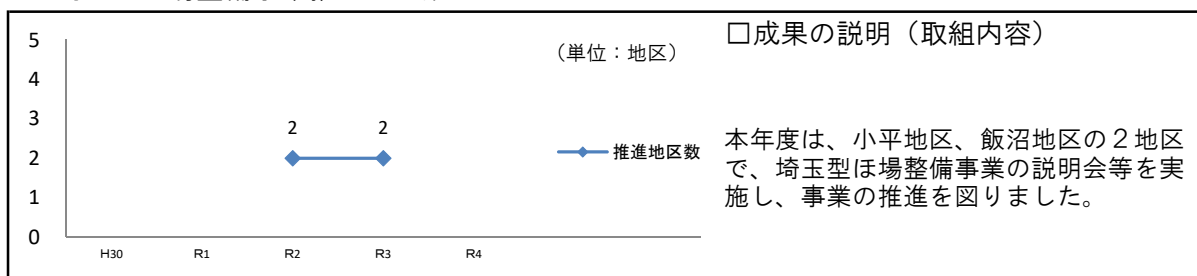 5
4
3
2
1
0
（単位：地区）
2
2
推進地区数
H30
R1
R2
R3
R4
□成果の説明（取組内容）
本年度は、小平地区、飯沼地区の２地区
で、埼玉型ほ場整備事業の説明会等を実
施し、事業の推進を図りました。